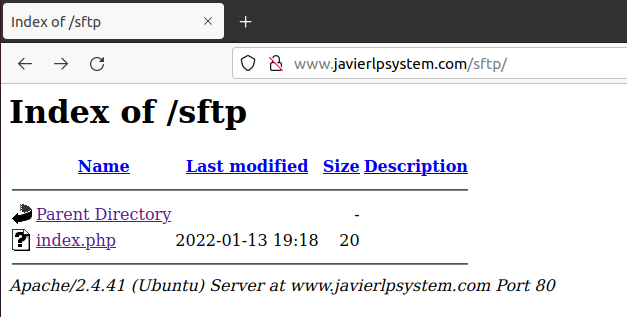 Index of /sftp
www.javierlpsystem.com/sftp/
Index of /sftp
Name Last modified Size Description
Parent Directory -
index.php 2022-01-13 19:18 20
Apache/2.4.41 (Ubuntu) Server at www.javierlpsystem.com Port 80